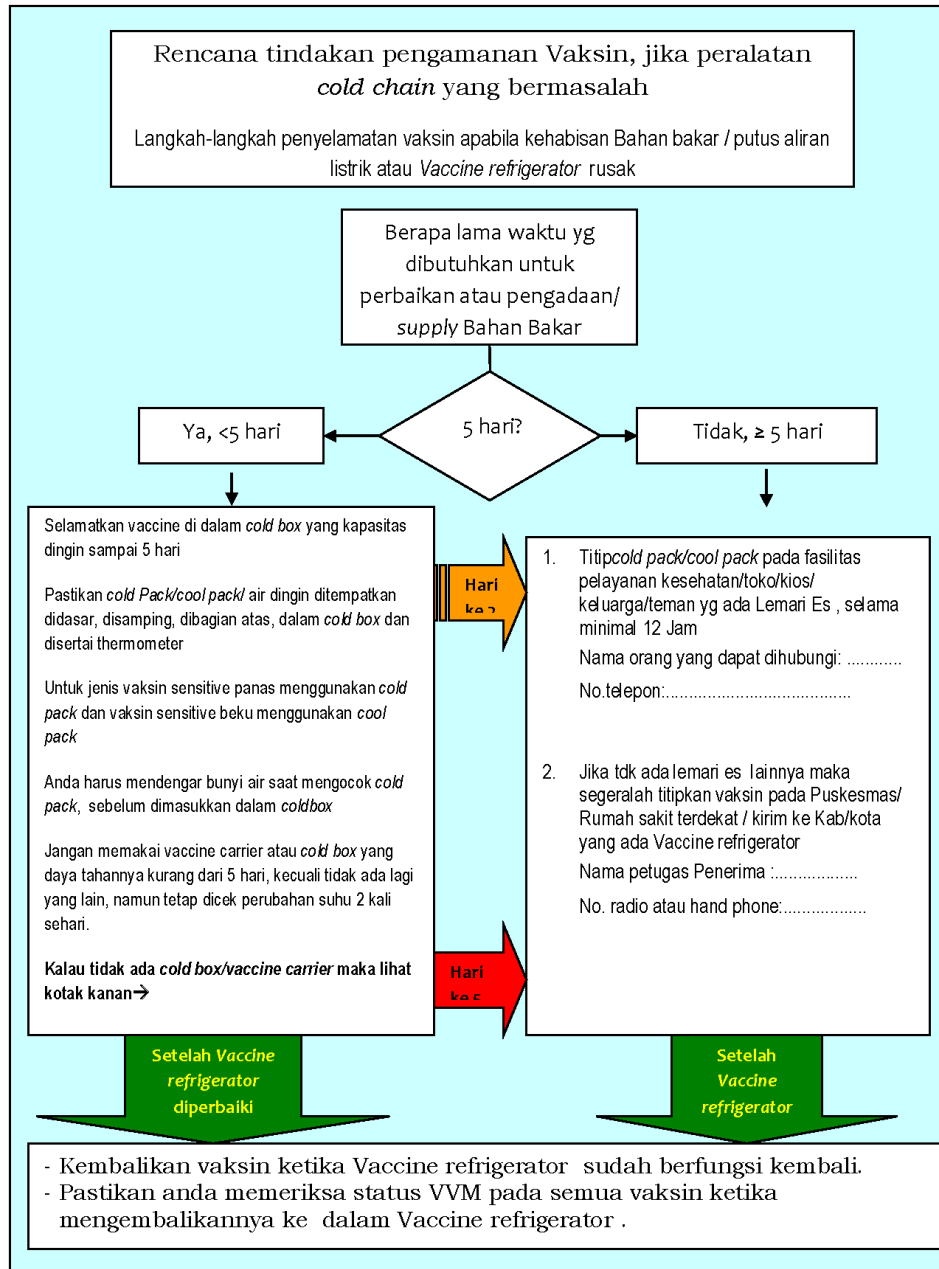 Rencana tindakan pengamanan Vaksin, jika peralatan
cold chain yang bermasalah
Langkah-langkah penyelamatan vaksin apabila kehabisan Bahan bakar / putus aliran
listrik atau Vaccine refrigerator rusak
Berapa lama waktu yg
dibutuhkan untuk
perbaikan atau pengadaan/
supply Bahan Bakar
5 hari?
Ya, <5 hari
Tidak, ≥ 5 hari
Selamatkan vaccine di dalam cold box yang kapasitas
dingin sampai 5 hari
Pastikan cold Pack/cool pack/ air dingin ditempatkan
didasar, disamping, dibagian atas, dalam cold box dan
disertai thermometer
Untuk jenis vaksin sensitive panas menggunakan cold
pack dan vaksin sensitive beku menggunakan cool
pack
Anda harus mendengar bunyi air saat mengocok cold
pack, sebelum dimasukkan dalam coldbox
Jangan memakai vaccine carrier atau cold box yang
daya tahannya kurang dari 5 hari, kecuali tidak ada lagi
yang lain, namun tetap dicek perubahan suhu 2 kali
sehari.
Kalau tidak ada cold box/vaccine carrier maka lihat
kotak kanan→
Hari
ke 2
Hari
ke 5
1. Titipcold pack/cool pack pada fasilitas
pelayanan kesehatan/toko/kios/
keluarga/teman yg ada Lemari Es , selama
minimal 12 Jam
Nama orang yang dapat dihubungi: ............
No.telepon:........................................
2. Jika tdk ada lemari es lainnya maka
segeralah titipkan vaksin pada Puskesmas/
Rumah sakit terdekat / kirim ke Kab/kota
yang ada Vaccine refrigerator
Nama petugas Penerima :..................
No. radio atau hand phone:..................
Setelah Vaccine
refrigerator
diperbaiki
Setelah
Vaccine
refrigerator
- Kembalikan vaksin ketika Vaccine refrigerator sudah berfungsi kembali.
- Pastikan anda memeriksa status VVM pada semua vaksin ketika
mengembalikannya ke dalam Vaccine refrigerator .